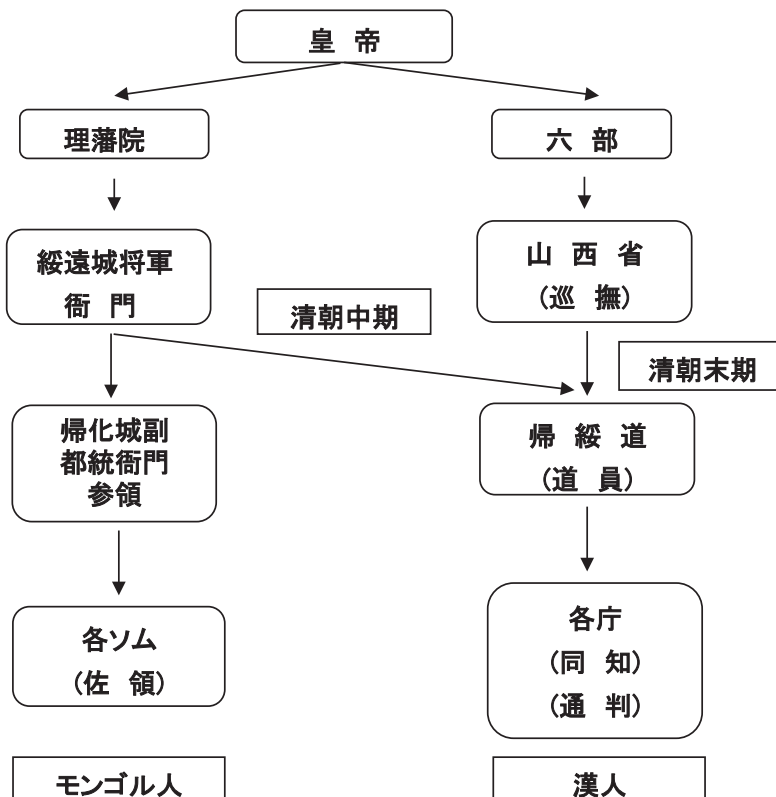 皇 帝
理藩院
六 部
綏遠城将軍
衙 門
山 西 省
(巡 撫)
清朝中期
清朝末期
帰化城副
都統衙門
参領
帰 綏 道
(道 員)
各ソム
(佐 領)
各庁
(同 知)
(通 判)
モンゴル人
漢人